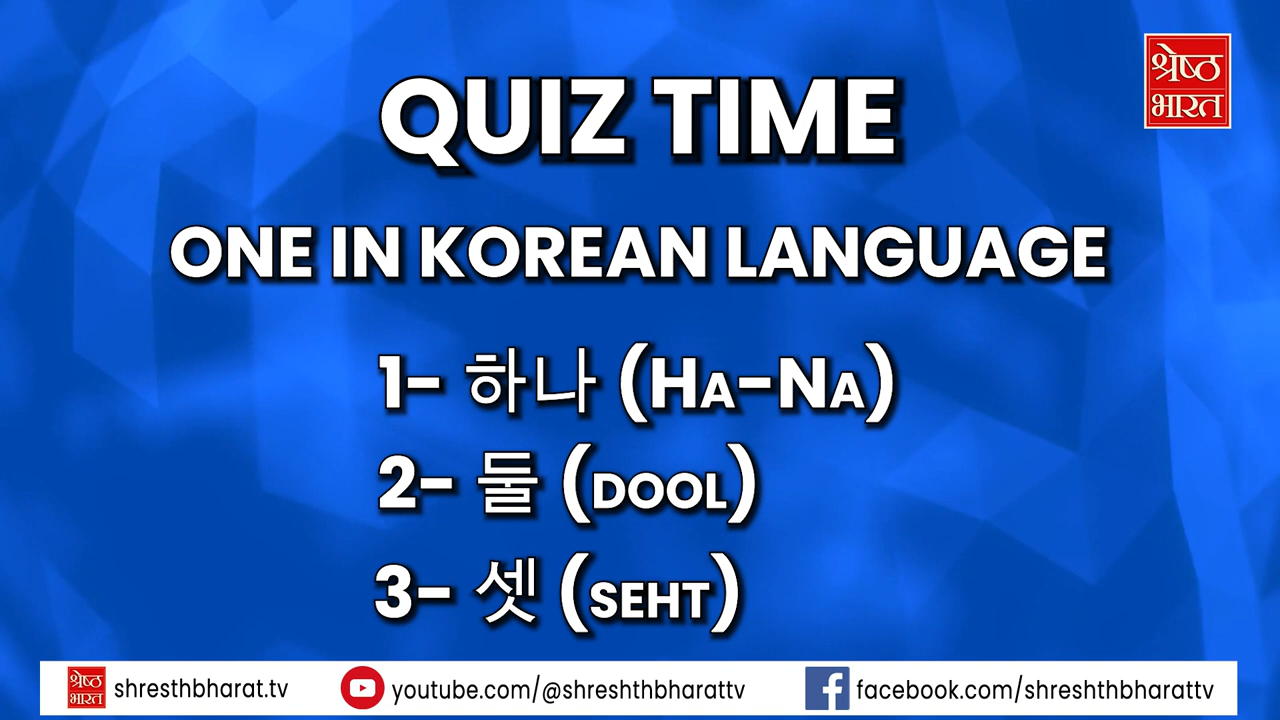 श्रेष्ठ
भारत
QUIZ TIME
ONE IN KOREAN LANGUAGE
1- 하나 (HA-NA)
2- 둘 (DOOL)
3- 셋 (SEHT)
श्रेष्ठ
भारत
shresthbharat.tv
youtube.com/@shreshthbharattv
facebook.com/shreshthbharattv